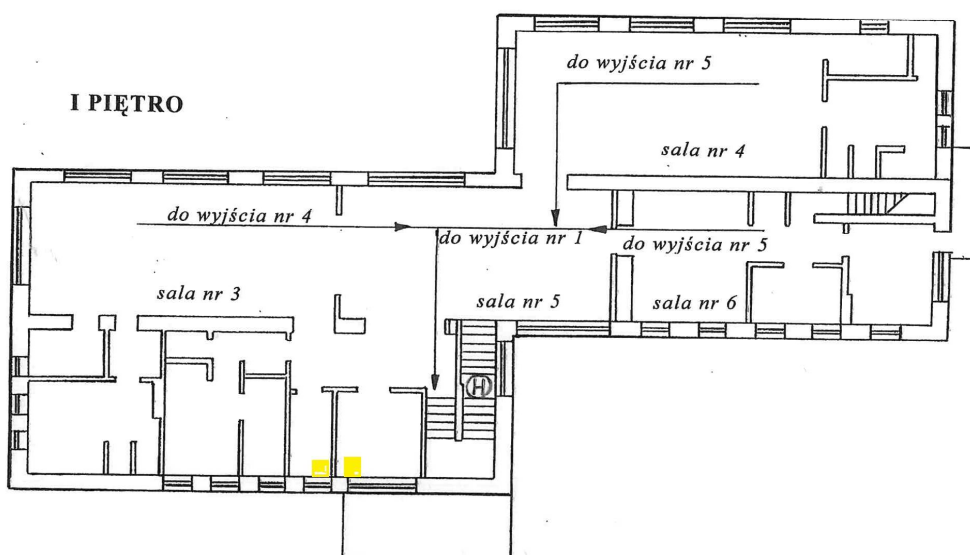 do wyjścia nr 5
I PIĘTRO
sala nr 4
do wyjścia nr 4
do wyjścia nr 1
do wyjścia nr 5
sala nr 3
sala nr 5
sala nr 6
H